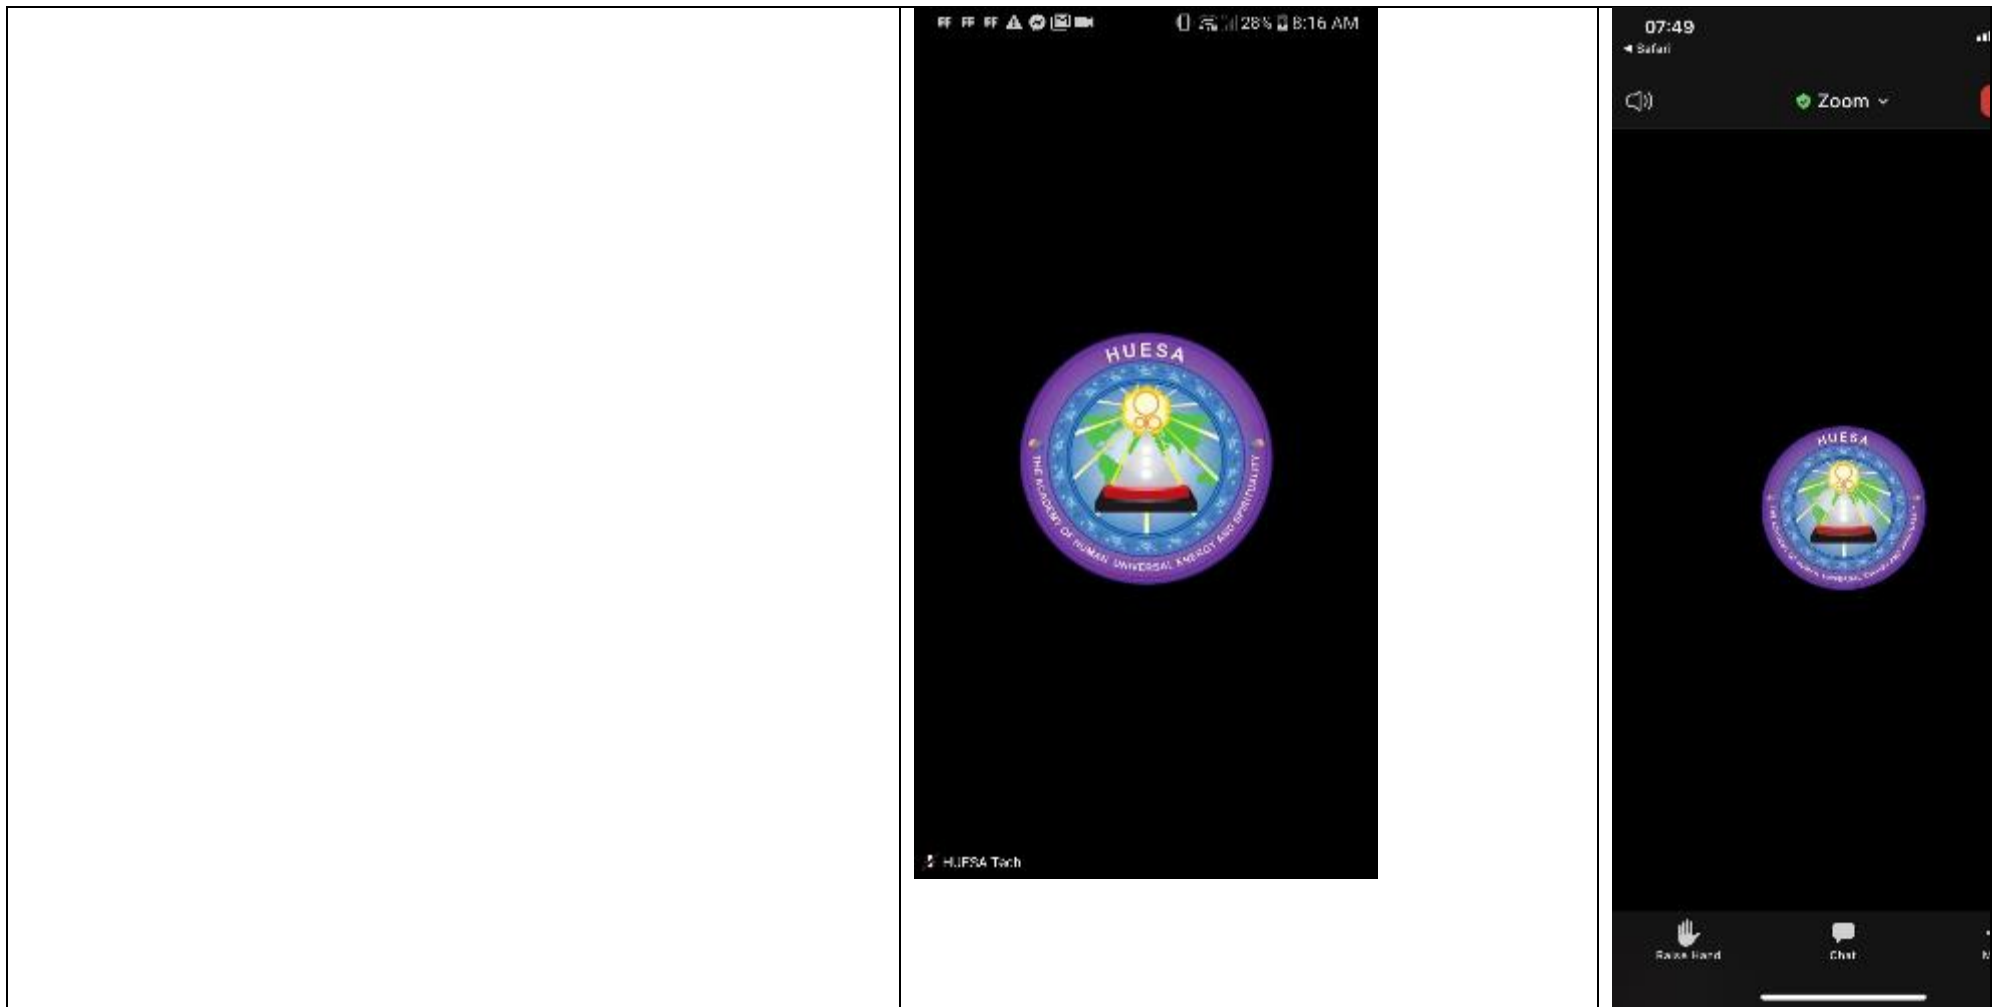 28% 8:16 AM
HUESA
THE ACADEMY OF HUMAN UNIVERSAL ENERGY AND SPIRITUALITY
HUESA Tech
07:49
Safari
Zoom
HUESA
Raise Hand
Chat